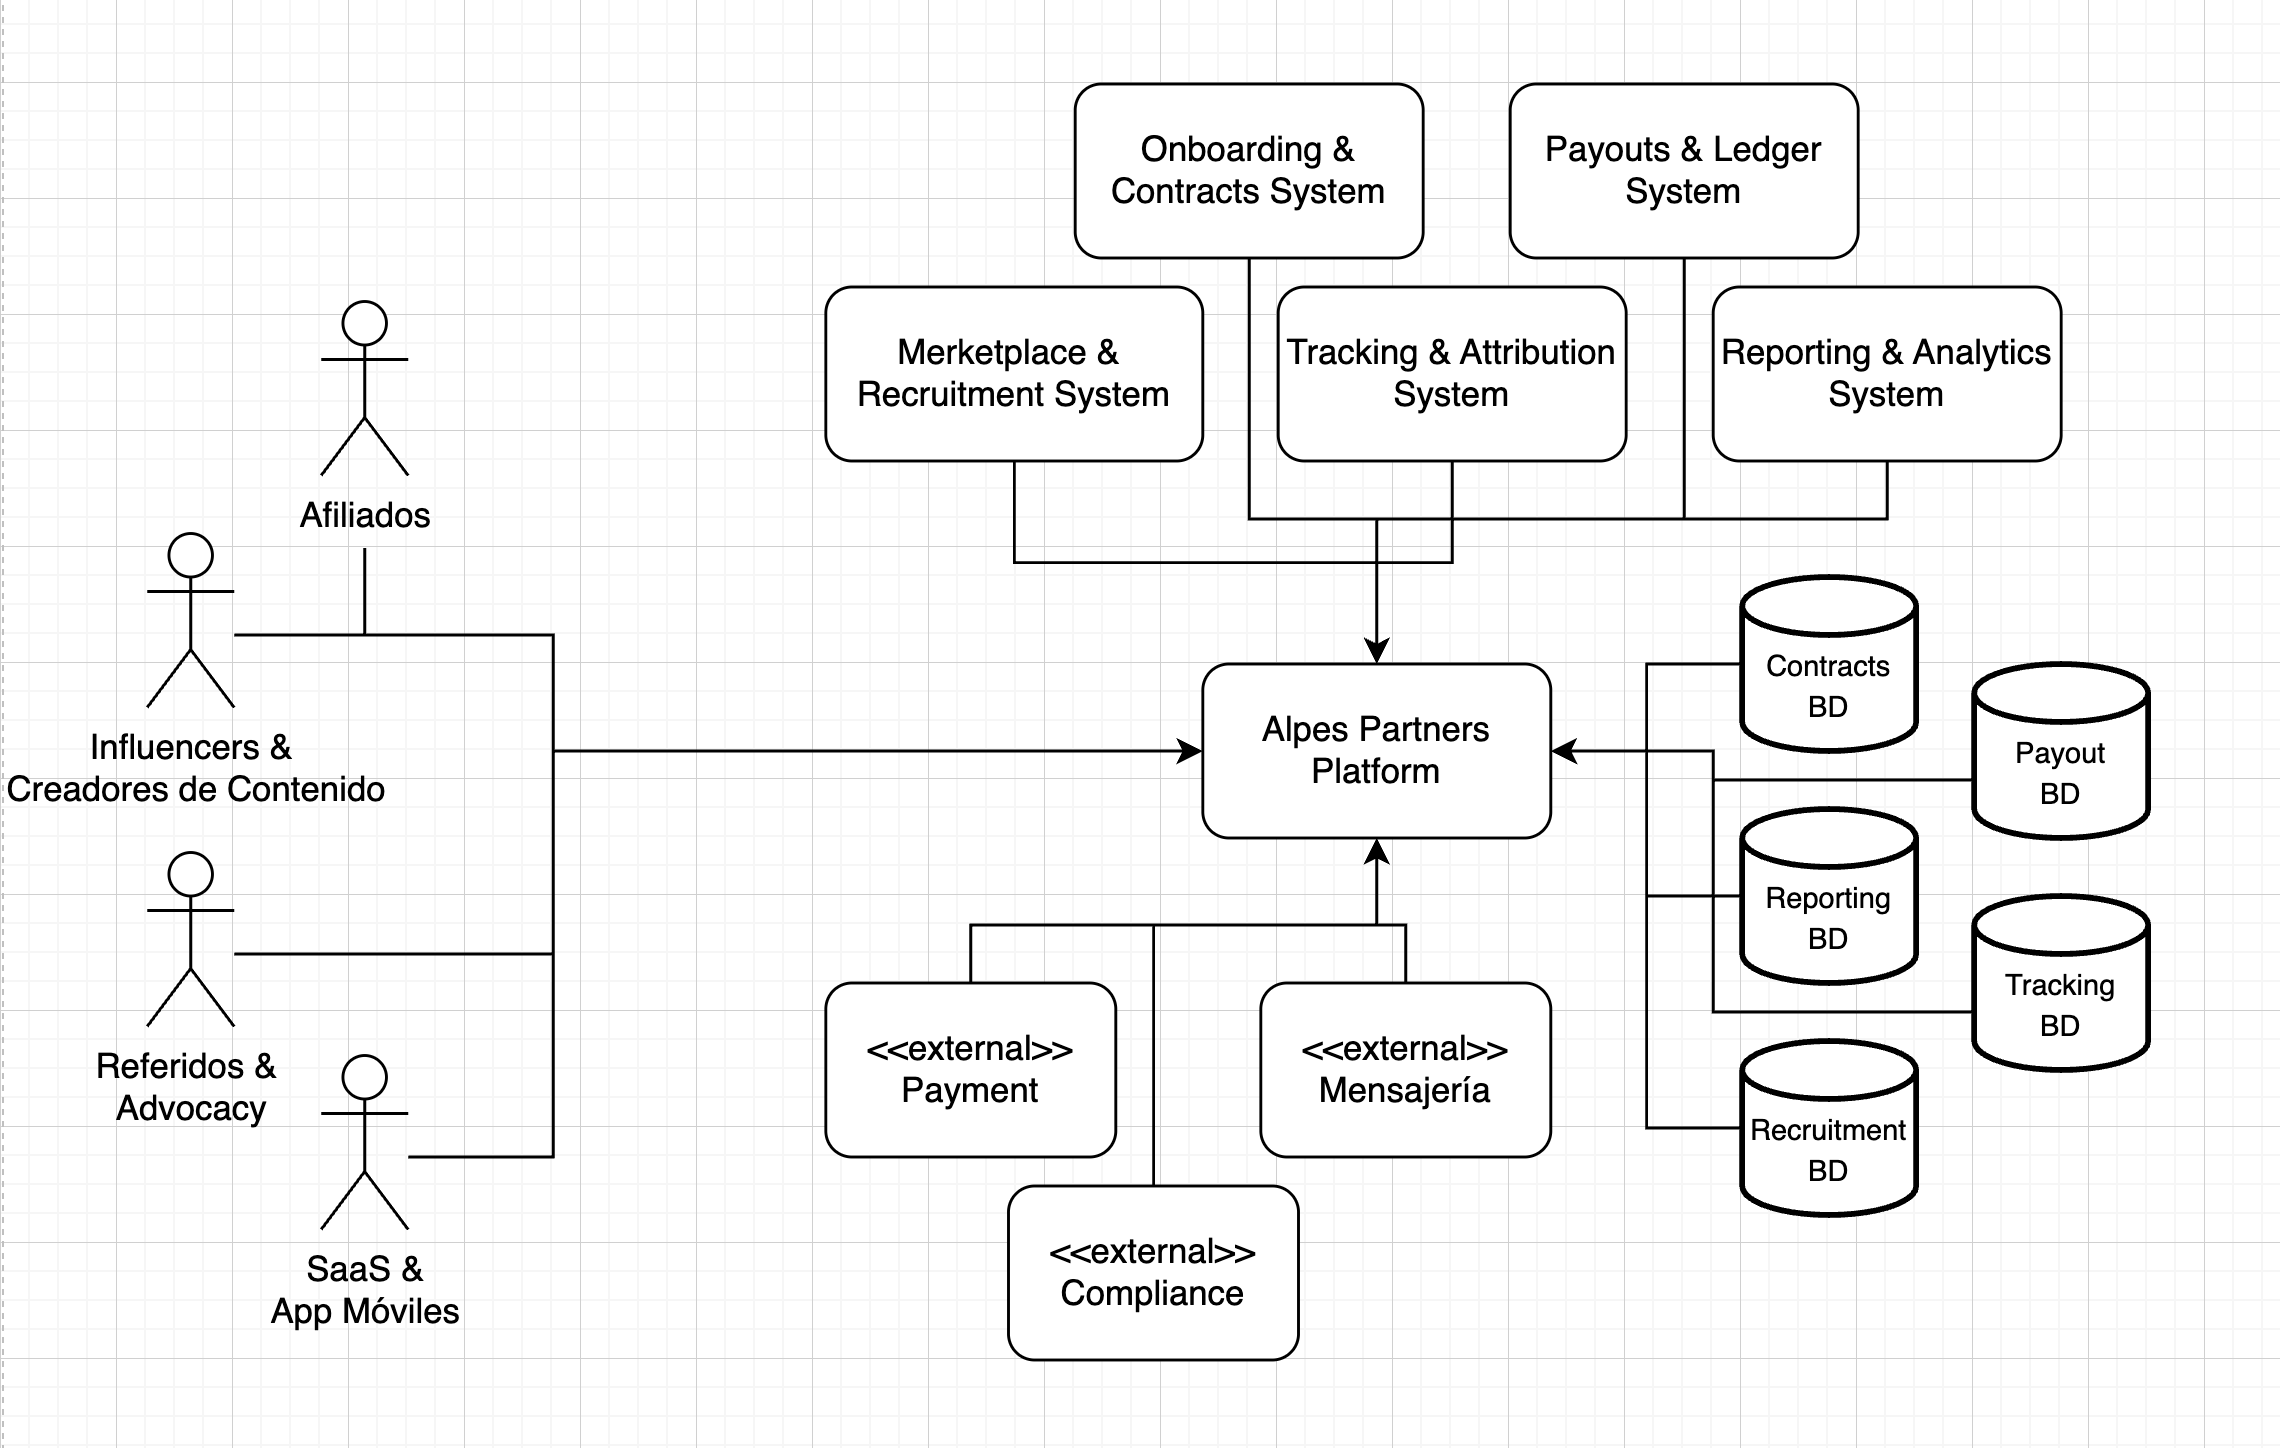 Onboarding &
Contracts System
Payouts & Ledger
System
Merketplace &
Recruitment System
Tracking & Attribution
System
Reporting & Analytics
System
Afiliados
Influencers &
Creadores de Contenido
Referidos &
Advocacy
SaaS &
App Móviles
Alpes Partners
Platform
<<external>>
Payment
<<external>>
Mensajería
<<external>>
Compliance
Contracts
BD
Payout
BD
Reporting
BD
Tracking
BD
Recruitment
BD